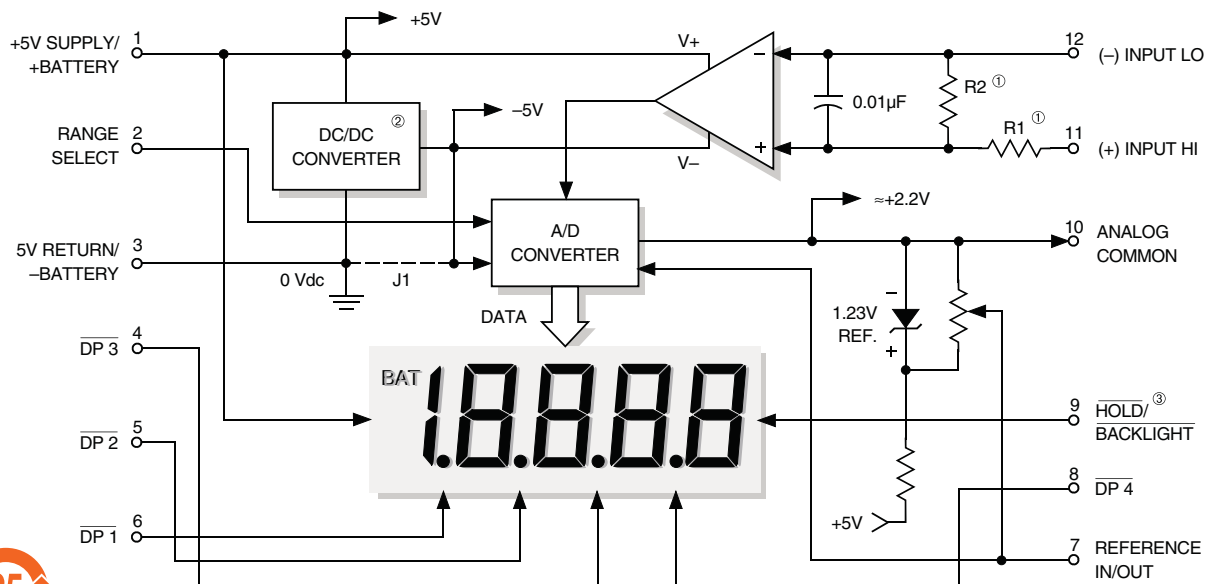 +5V
+5V SUPPLY/
+BATTERY
1
V+
–
12
(–) INPUT LO
R2 ①
0.01µF
–5V
DC/DC ②
CONVERTER
RANGE
SELECT
2
R1 ①
11
(+) INPUT HI
+
V–
≈+2.2V
A/D
CONVERTER
10
ANALOG
COMMON
5V RETURN/
–BATTERY
3
0 Vdc
J1
–
1.23V
REF.
+
DATA
DP 3
4
BAT
1.8.8.8.8
9
HOLD/ ③
BACKLIGHT
DP 2
5
8
DP 4
+5V
DP 1
6
7
REFERENCE
IN/OUT